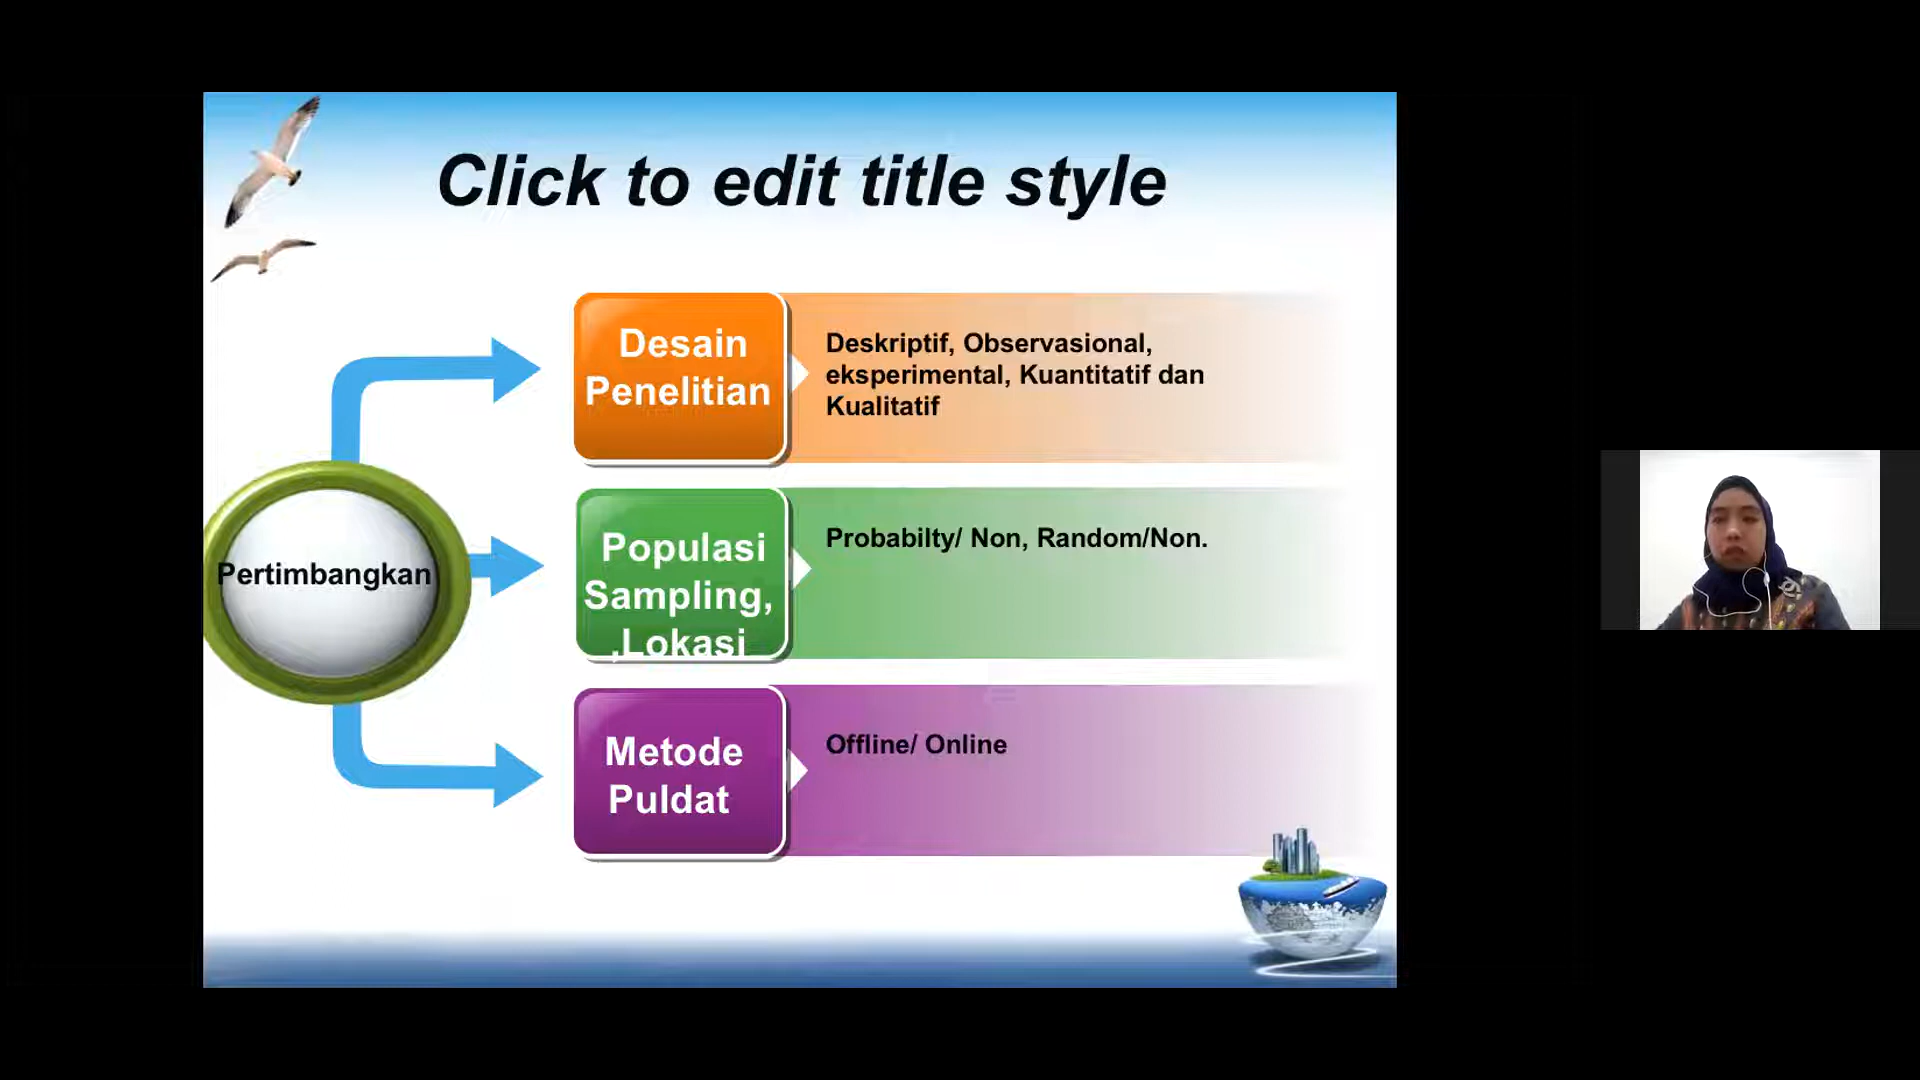 Click to edit title style
Desain
Penelitian
Deskriptif, Observasional,
eksperimental, Kuantitatif dan
Kualitatif
Pertimbangkan
Populasi
Sampling,
,Lokasi
Probabilty/ Non, Random/Non.
Metode
Puldat
Offline/ Online